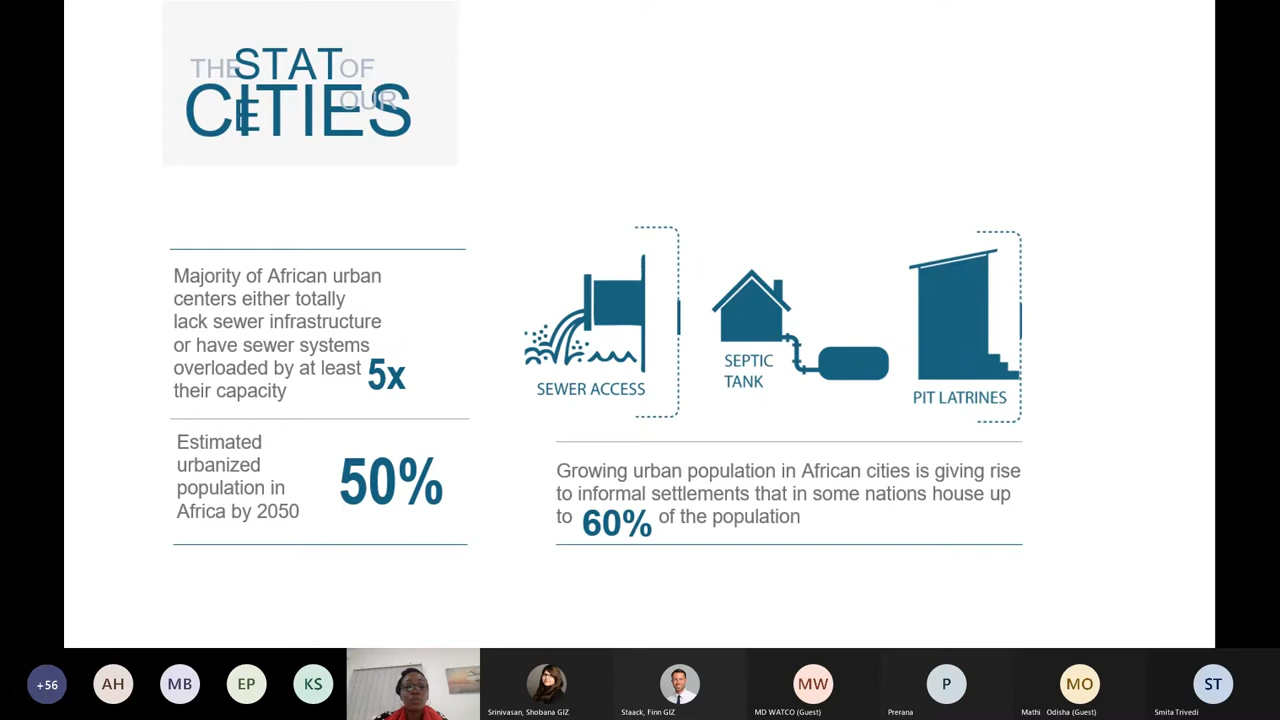 THE STATE OF OUR
CITIES
Majority of African urban
centers either totally
lack sewer infrastructure
or have sewer systems
overloaded by at least 5x
their capacity
Estimated
urbanized
population in
Africa by 2050
50%
SEWER ACCESS
SEPTIC
TANK
PIT LATRINES
Growing urban population in African cities is giving rise
to informal settlements that in some nations house up
to 60% of the population
+56
AH
MB
EP
KS
Srinivasan, Shobana GIZ
Staack, Finn GIZ
MW
MD WATCO (Guest)
P
Prerana
MO
Mathi Odisha (Guest)
ST
Smita Trivedi